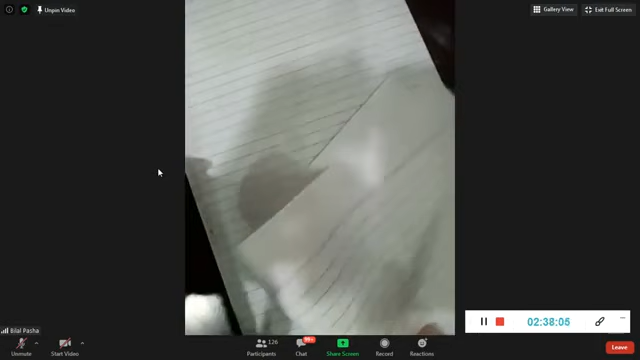 Unpin Video
Gallery View
Exit Full Screen
Bilal Pasha
02:38:05
126
99+
Unmute
Start Video
Participants
Chat
Share Screen
Record
Reactions
Leave